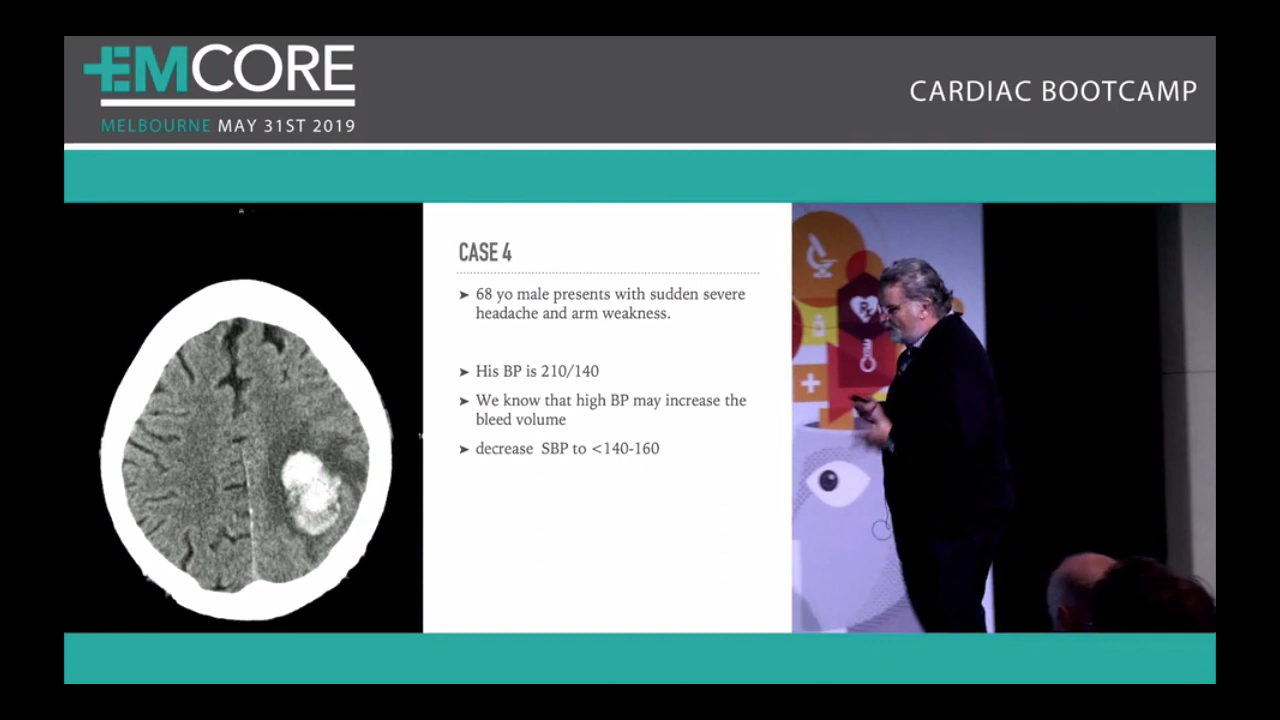 EMCORE
MELBOURNE MAY 31ST 2019
CARDIAC BOOTCAMP
CASE 4
➤ 68 yo male presents with sudden severe
headache and arm weakness.
➤ His BP is 210/140
➤ We know that high BP may increase the
bleed volume
➤ decrease SBP to <140-160